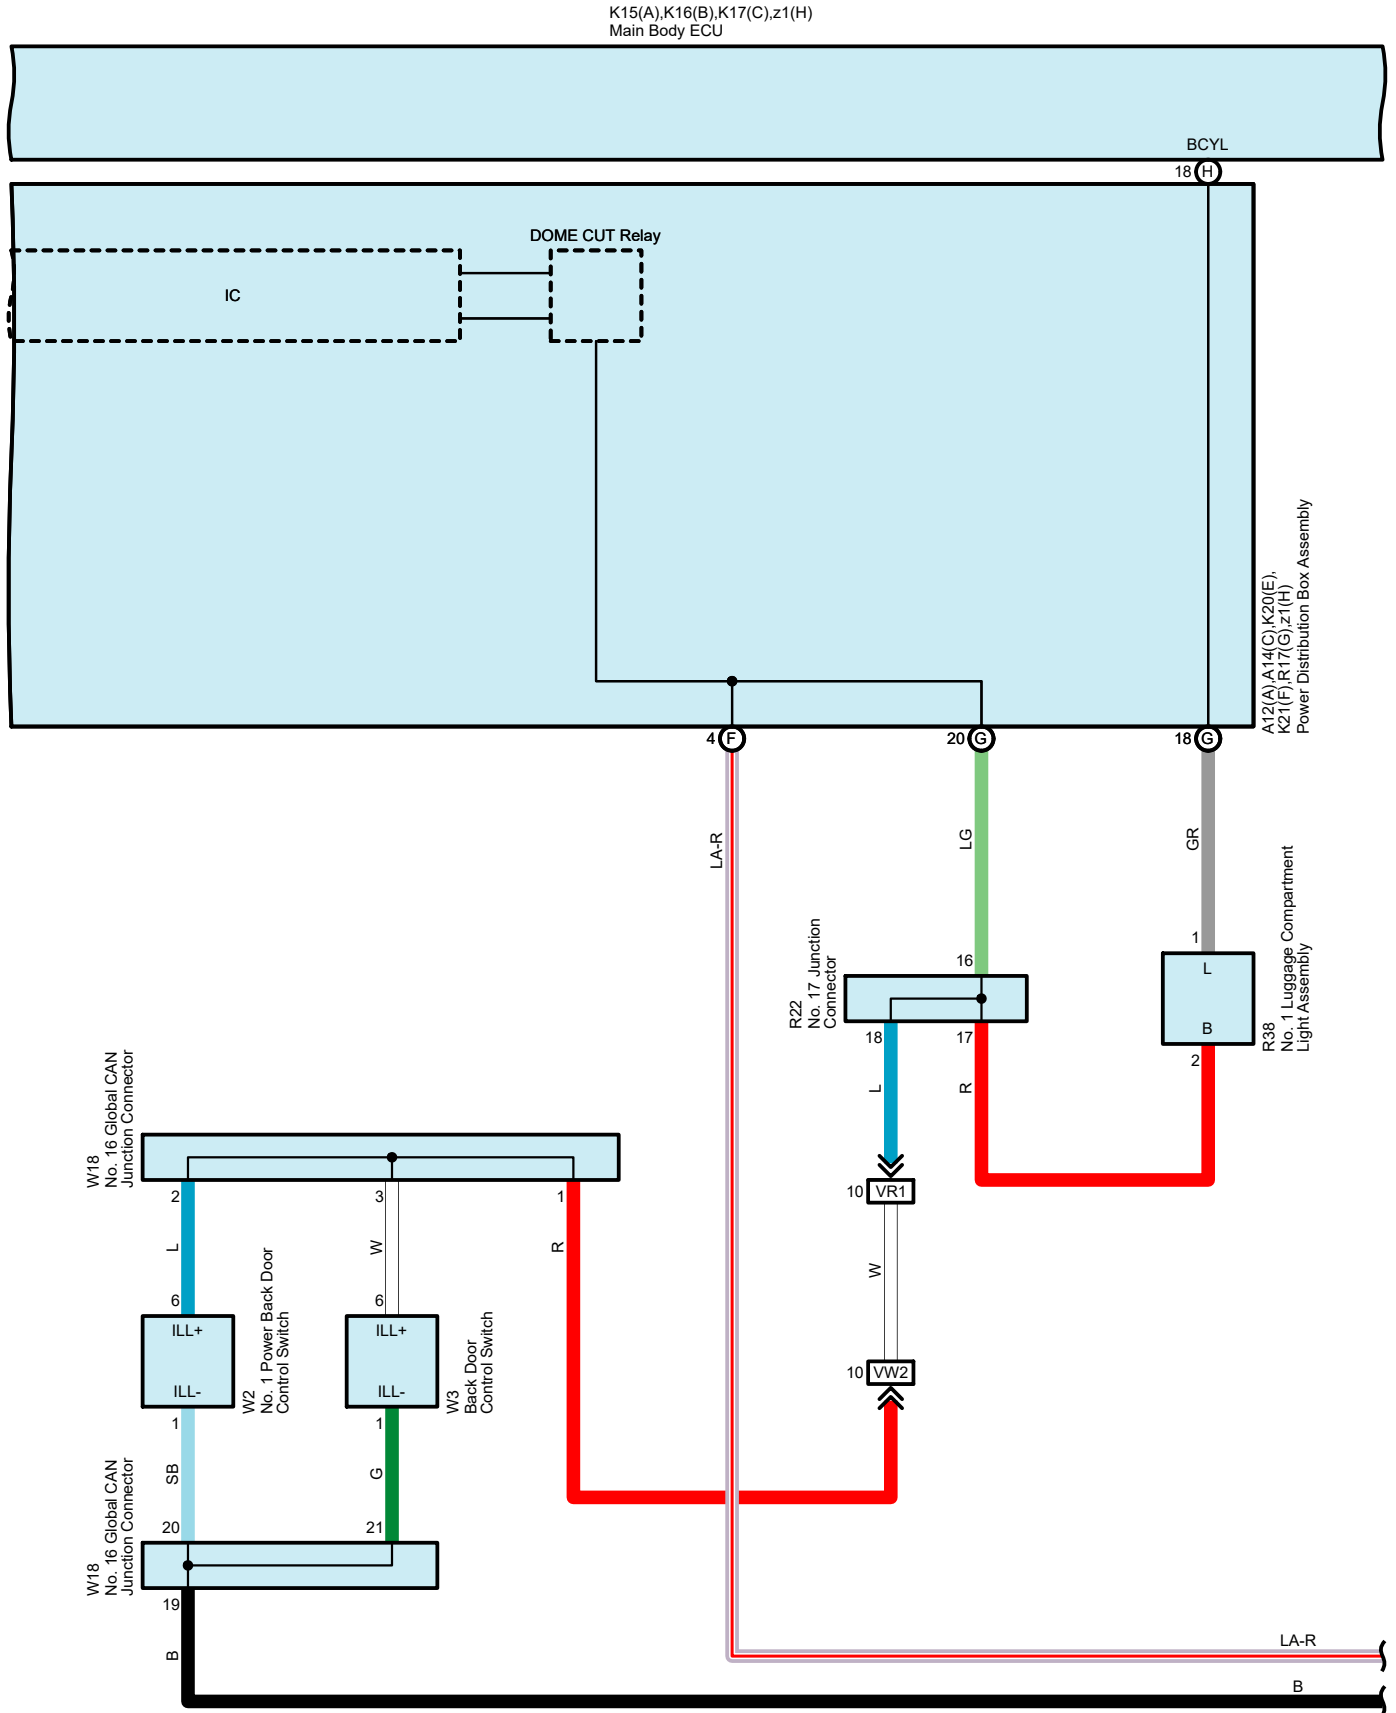 K15(A),K16(B),K17(C),z1(H)
Main Body ECU
BCYL
18 H
DOME CUT Relay
IC
A12(A),A14(C),K20(E),
K21(F),R17(G),z1(H)
Power Distribution Box Assembly
4 F
20 G
18 G
LA-R
LG
GR
1
L
B
2
R38
No. 1 Luggage Compartment
Light Assembly
16
R22
No. 17 Junction
Connector
18
17
L
R
W18
No. 16 Global CAN
Junction Connector
2
3
1
10 VR1
L
W
R
W
6
6
ILL+
ILL-
W2
No. 1 Power Back Door
Control Switch
ILL+
ILL-
W3
Back Door
Control Switch
10 VW2
1
1
SB
G
20
21
W18
No. 16 Global CAN
Junction Connector
19
B
LA-R
B